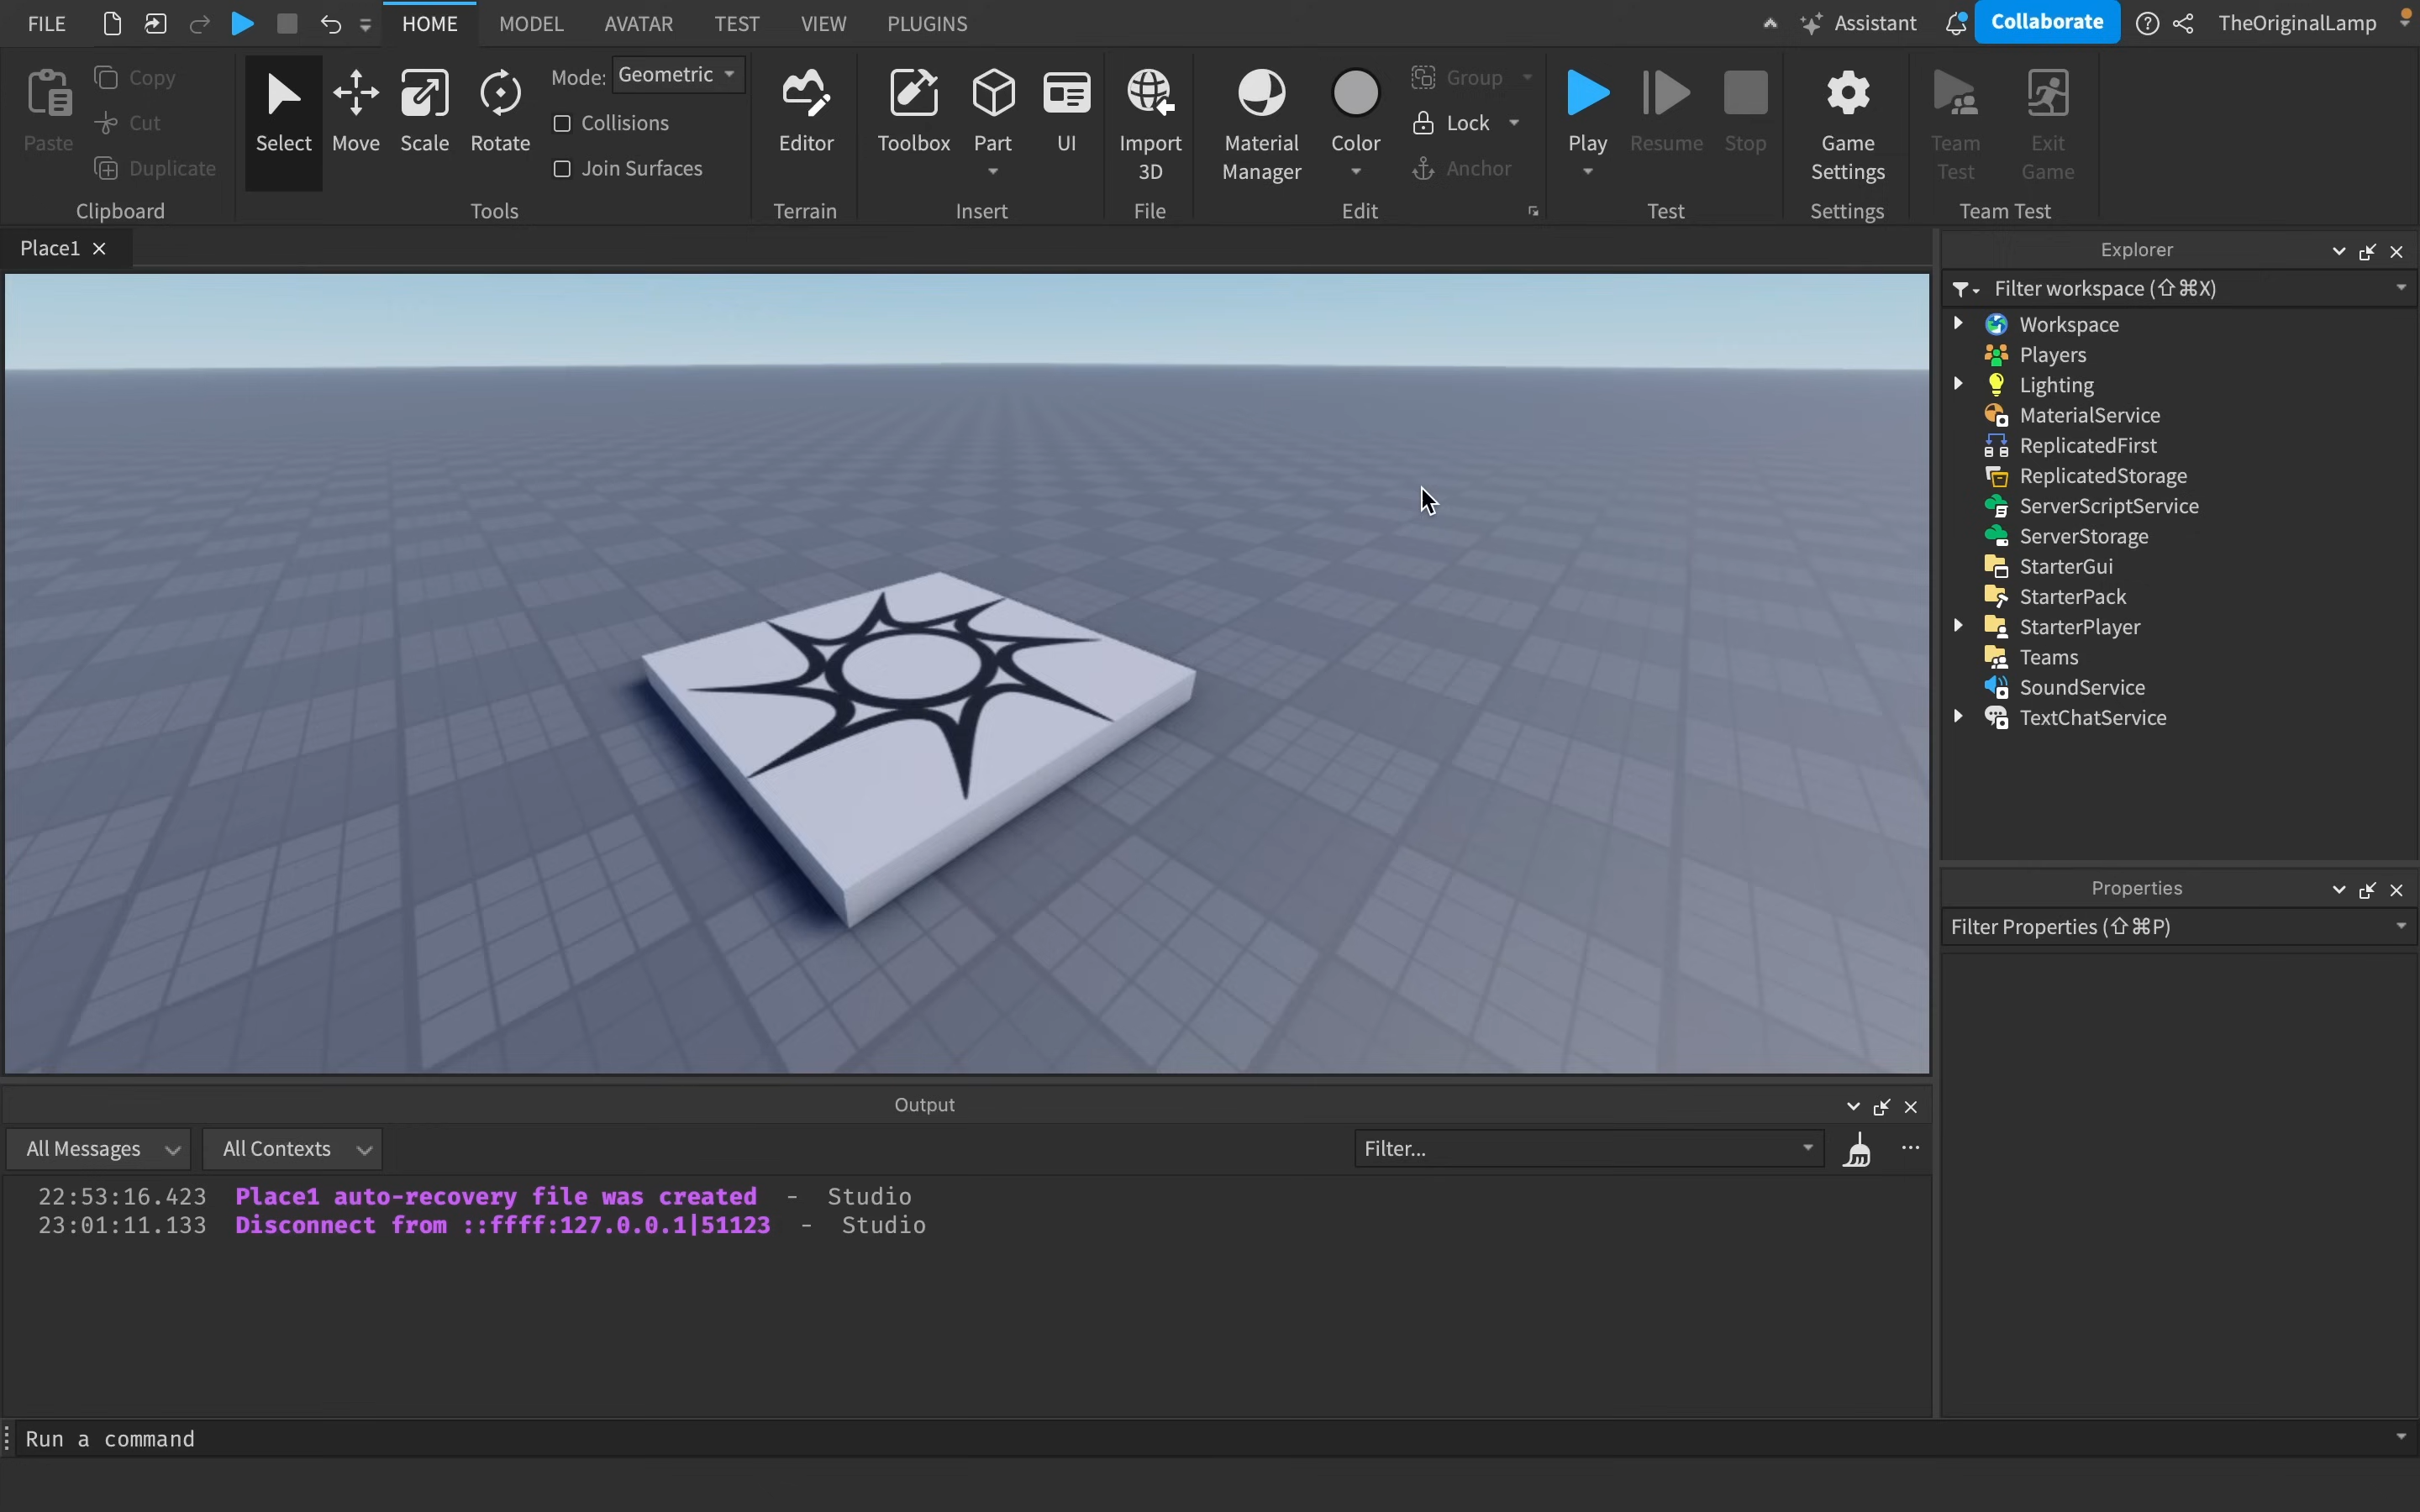 FILE HOME MODEL AVATAR TEST VIEW PLUGINS Assistant Collaborate TheOriginalLamp
Paste
Copy
Cut
Duplicate
Clipboard
Select Move Scale Rotate
Mode: Geometric
Collisions
Join Surfaces
Tools
Editor
Terrain
Toolbox Part UI
Insert
Import
3D
File
Material
Manager
Color
Group
Lock
Anchor
Edit
Play Resume Stop
Test
Game
Settings
Settings
Team
Test
Exit
Game
Team Test
Place1
Explorer
Filter workspace (⇧⌘X)
Workspace
Players
Lighting
MaterialService
ReplicatedFirst
ReplicatedStorage
ServerScriptService
ServerStorage
StarterGui
StarterPack
StarterPlayer
Teams
SoundService
TextChatService
Properties
Filter Properties (⇧⌘P)
Output
All Messages All Contexts Filter...
22:53:16.423 Place1 auto-recovery file was created - Studio
23:01:11.133 Disconnect from ::ffff:127.0.0.1|51123 - Studio
Run a command